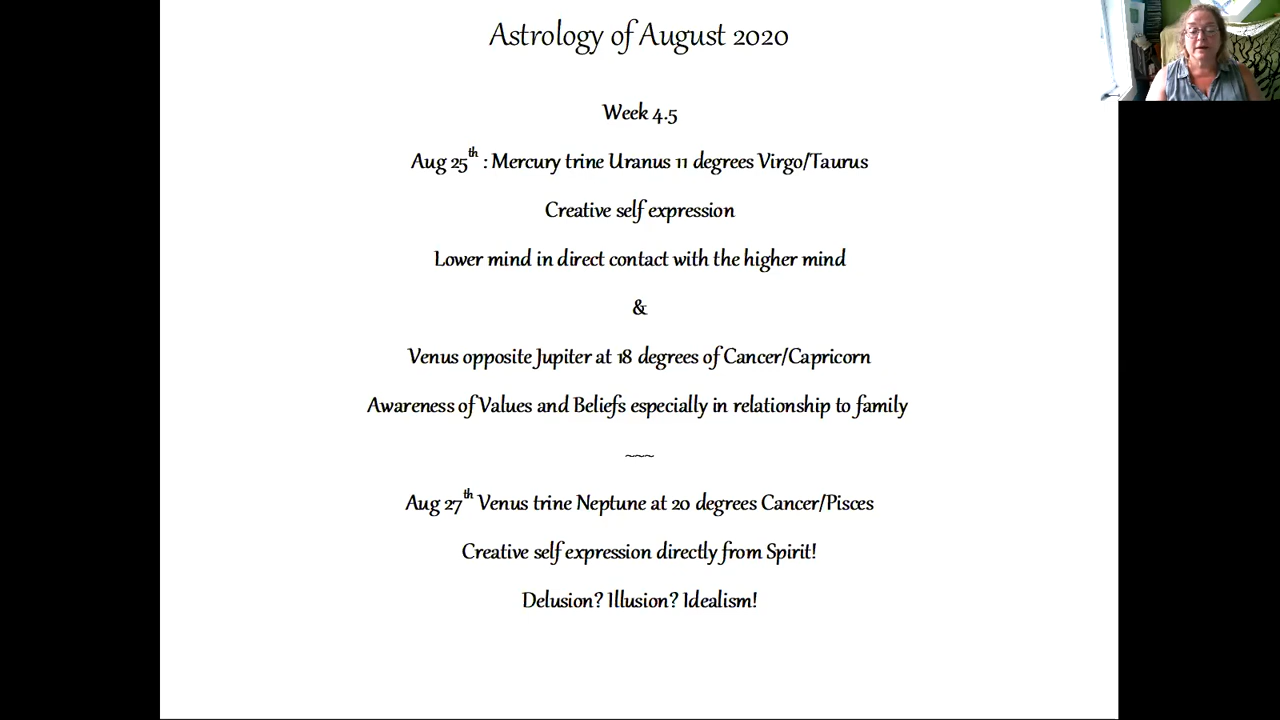 Astrology of August 2020
Week 4.5
Aug 25th : Mercury trine Uranus 11 degrees Virgo/Taurus
Creative self expression
Lower mind in direct contact with the higher mind
&
Venus opposite Jupiter at 18 degrees of Cancer/Capricorn
Awareness of Values and Beliefs especially in relationship to family
~~~
Aug 27th Venus trine Neptune at 20 degrees Cancer/Pisces
Creative self expression directly from Spirit!
Delusion? Illusion? Idealism!